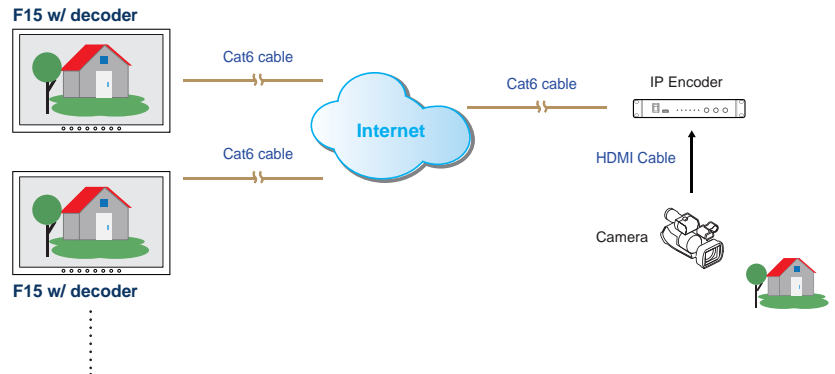 F15 w/ decoder
Cat6 cable
Cat6 cable
IP Encoder
Internet
Cat6 cable
HDMI Cable
Camera
F15 w/ decoder